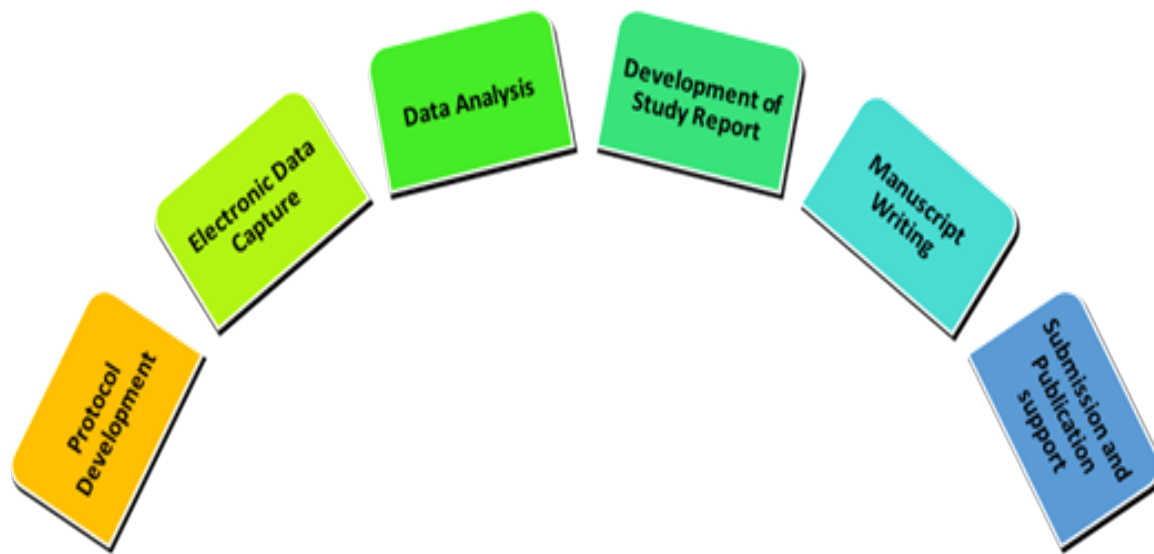 Protocol
Development
Electronic Data
Capture
Data Analysis
Development of
Study Report
Manuscript
Writing
Submission and
Publication
support